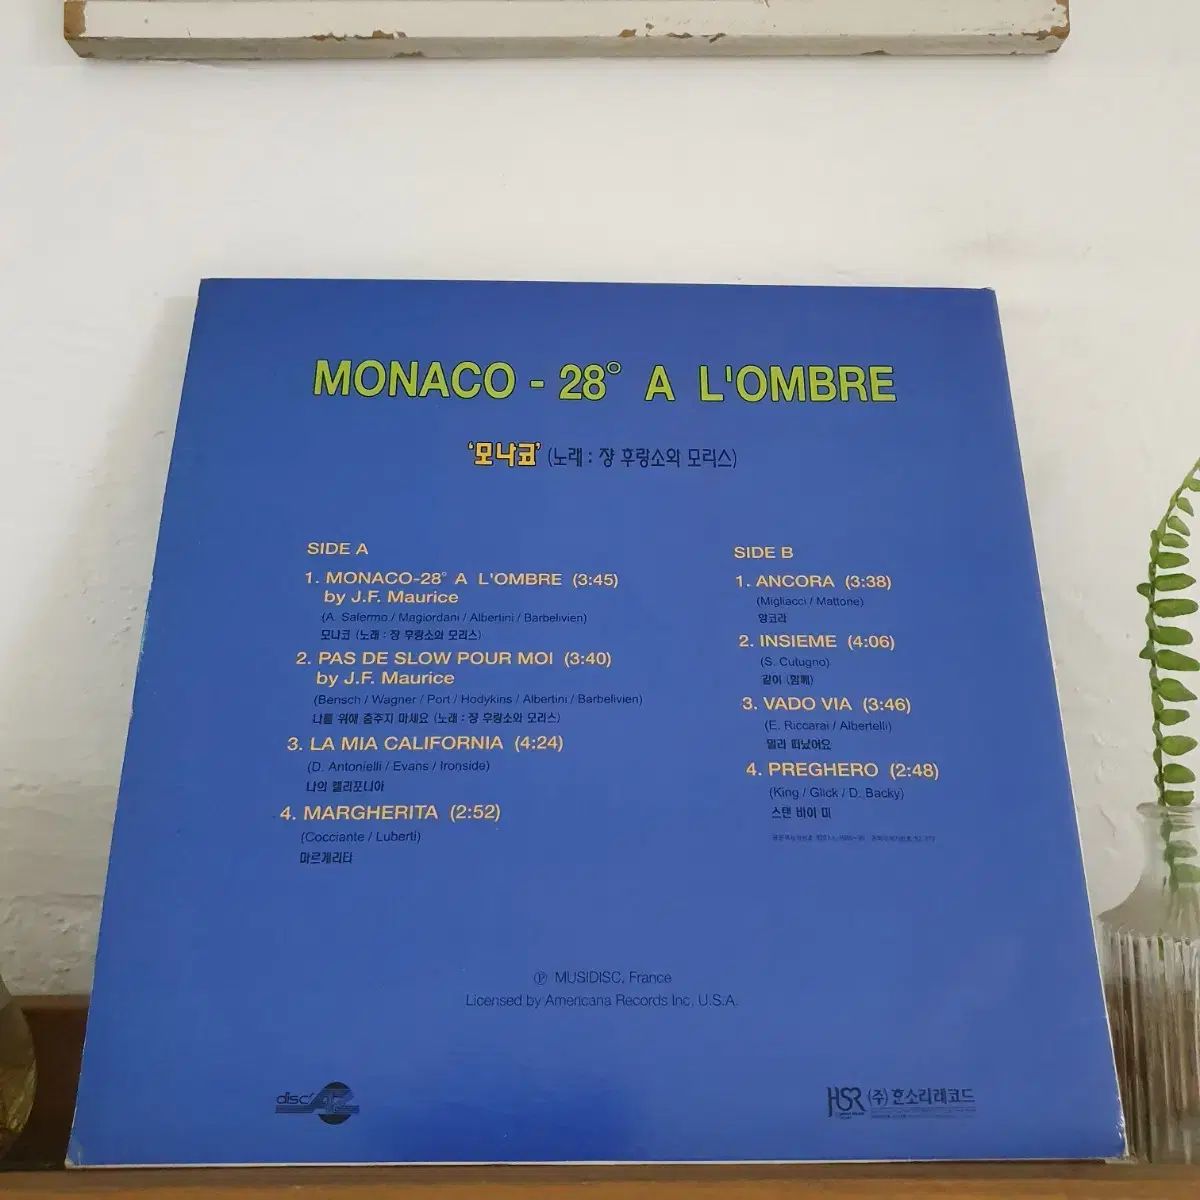 MONACO - 28° A L'OMBRE
'모나코' (노래 : 쟝 후랑소와 모리스)
SIDE A
1. MONACO-28° A L'OMBRE (3:45)
by J.F. Maurice
(A. Salermo / Magiordani / Albertini / Barbelivien)
모나코 (노래 : 쟝 후랑소와 모리스)
2. PAS DE SLOW POUR MOI (3:40)
by J.F. Maurice
(Bensch / Wagner / Port / Hodykins / Albertini / Barbelivien)
나를 위해 춤추지 마세요 (노래 : 쟝 후랑소와 모리스)
3. LA MIA CALIFORNIA (4:24)
(D. Antonielli / Evans / Ironside)
나의 캘리포니아
4. MARGHERITA (2:52)
(Cocciante / Luberti)
마르게리타
SIDE B
1. ANCORA (3:38)
(Migliacci / Mattone)
앙코라
2. INSIEME (4:06)
(S. Cutugno)
같이 (함께)
3. VADO VIA (3:46)
(E. Riccarai / Albertelli)
멀리 떠났어요
4. PREGHERO (2:48)
(King / Glick / D. Backy)
스탠 바이 미
Ⓟ MUSIDISC, France
Licensed by Americana Records Inc, U.S.A.
disc
HSR (주) 한소리레코드